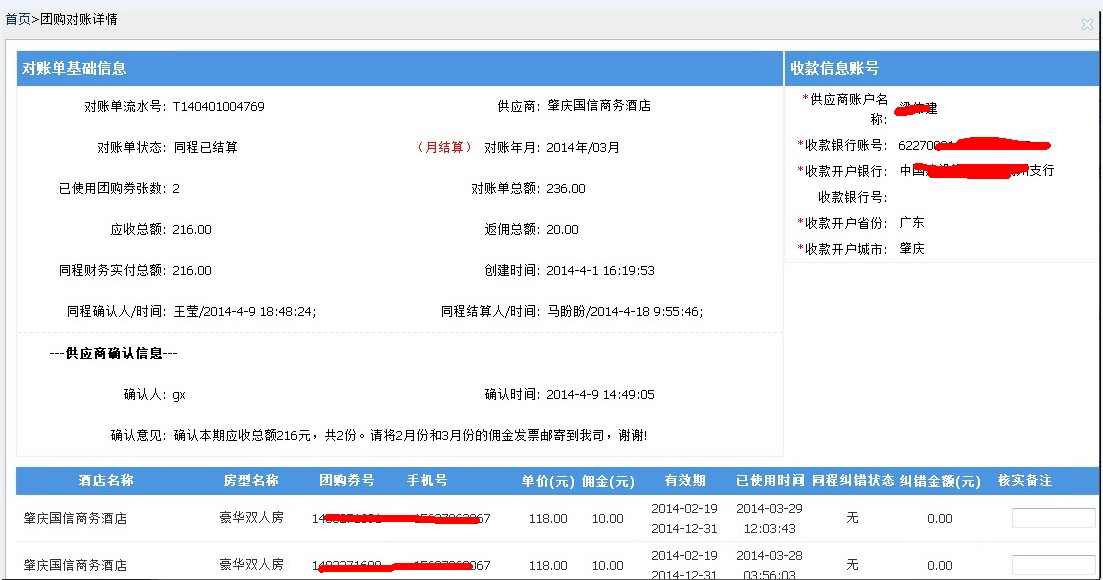 首页>团购对账详情
对账单基础信息
收款信息账号
对账单流水号: T140401004769
供应商: 肇庆国信商务酒店
对账单状态: 同程已结算
（月结算） 对账年月: 2014年/03月
已使用团购券张数: 2
对账单总额: 236.00
应收总额: 216.00
返佣总额: 20.00
同程财务实付总额: 216.00
创建时间: 2014-4-1 16:19:53
同程确认人/时间: 王莹/2014-4-9 18:48:24;
同程结算人/时间: 马盼盼/2014-4-18 9:55:46;
---供应商确认信息---
确认人: gx
确认时间: 2014-4-9 14:49:05
确认意见: 确认本期应收总额216元，共2份。请将2月份和3月份的佣金发票邮寄到我司，谢谢!
*供应商账户名
称: 建
*收款银行账号: 62270
*收款开户银行: 中国 支行
收款银行号:
*收款开户省份: 广东
*收款开户城市: 肇庆
酒店名称 房型名称 团购券号 手机号 单价(元) 佣金(元) 有效期 已使用时间 同程纠错状态 纠错金额(元) 核实备注
肇庆国信商务酒店 豪华双人房 67 118.00 10.00 2014-02-19 2014-03-29 无 0.00
2014-12-31 12:03:43
肇庆国信商务酒店 豪华双人房 67 118.00 10.00 2014-02-19 2014-03-28 无 0.00
2014-12-31 03:56:03